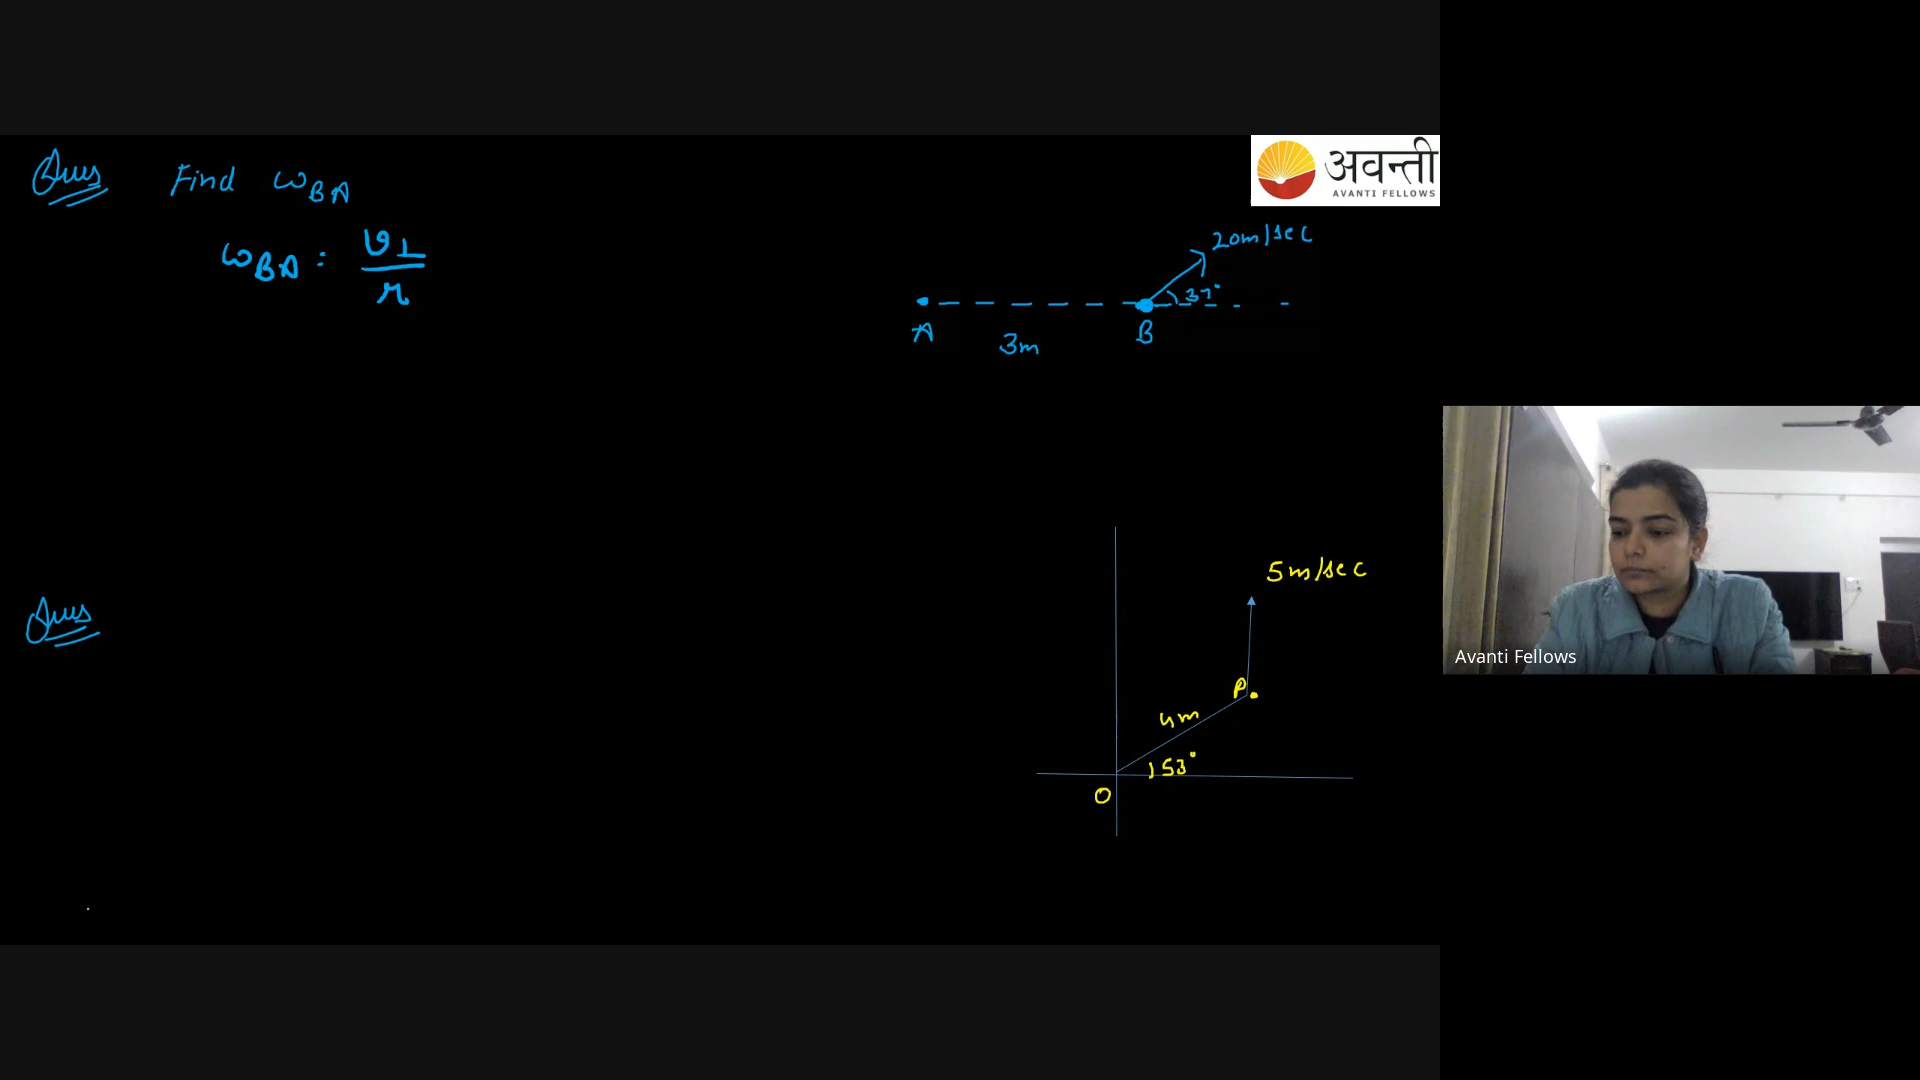 Ques Find ωBA
ωBA : v⊥/r
अवन्ती
AVANTI FELLOWS
20m/sec
37°
A B
3m
Ques
5m/sec
P.
4m
53°
O
Avanti Fellows